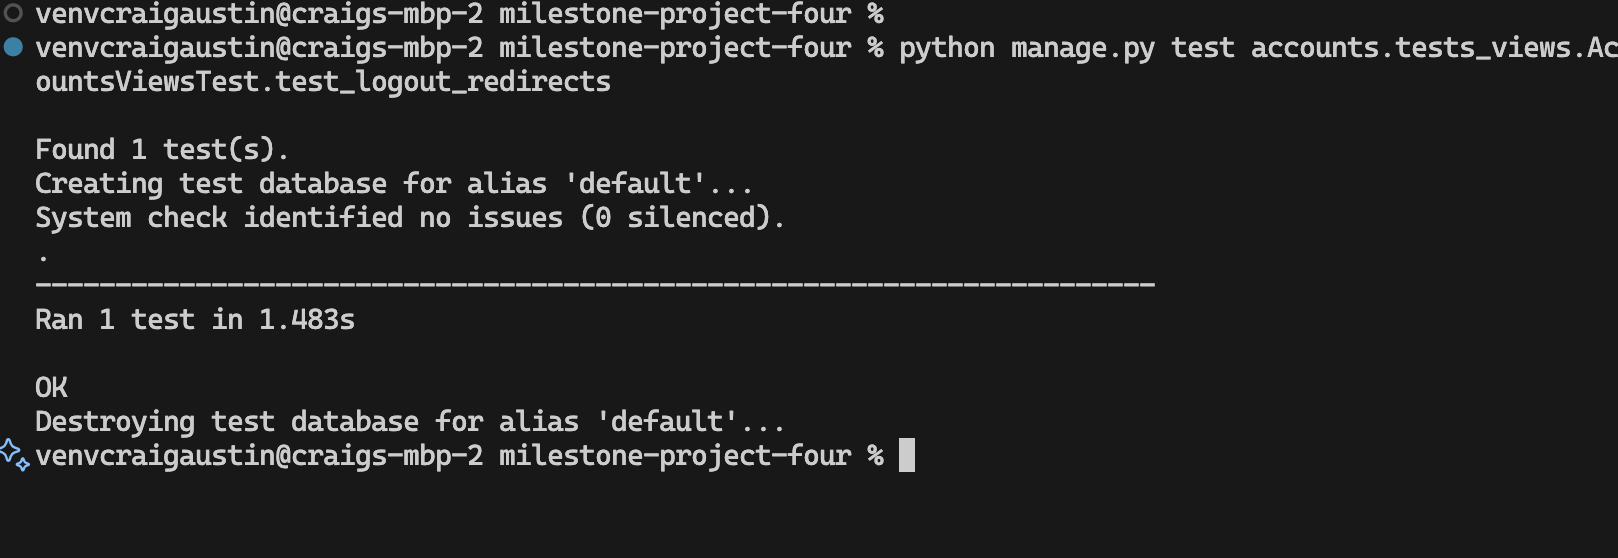 venvcraigaustin@craigs-mbp-2 milestone-project-four %
venvcraigaustin@craigs-mbp-2 milestone-project-four % python manage.py test accounts.tests_views.Ac
ountsViewsTest.test_logout_redirects
Found 1 test(s).
Creating test database for alias 'default'...
System check identified no issues (0 silenced).
.
----------------------------------------------------------------------
Ran 1 test in 1.483s
OK
Destroying test database for alias 'default'...
venvcraigaustin@craigs-mbp-2 milestone-project-four %